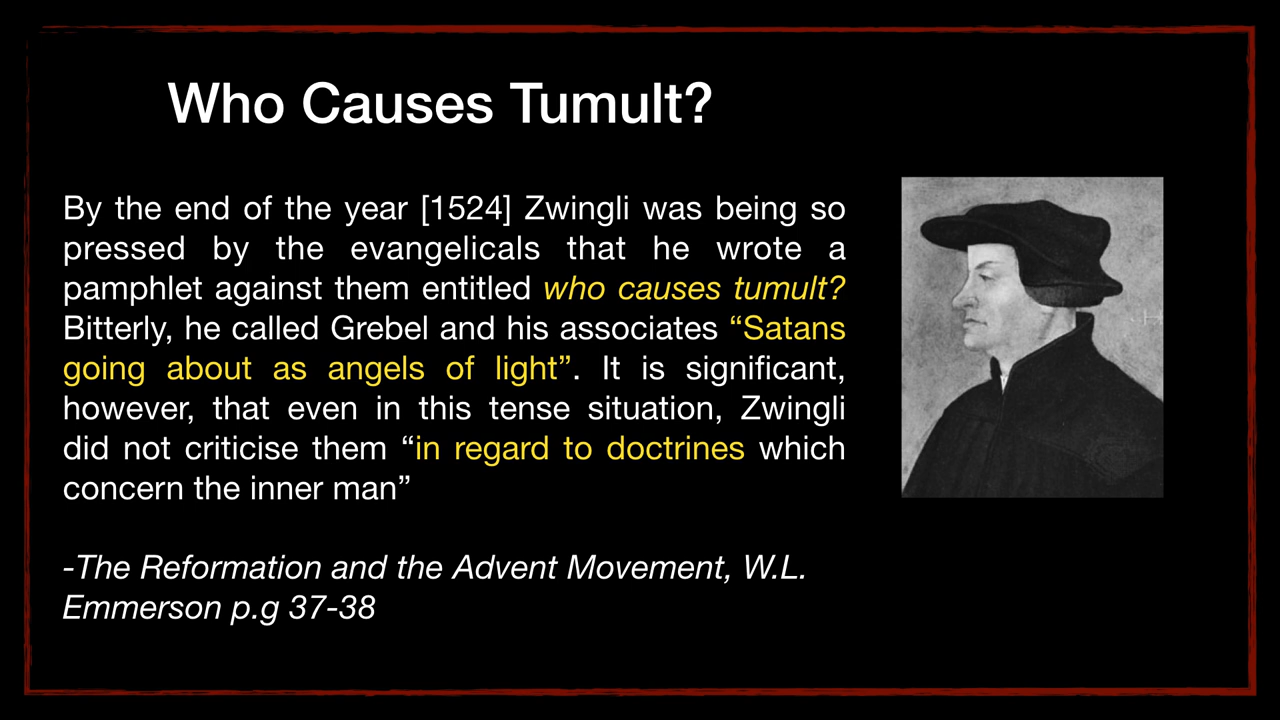 Who Causes Tumult?
By the end of the year [1524] Zwingli was being so
pressed by the evangelicals that he wrote a
pamphlet against them entitled who causes tumult?
Bitterly, he called Grebel and his associates “Satans
going about as angels of light”. It is significant,
however, that even in this tense situation, Zwingli
did not criticise them “in regard to doctrines which
concern the inner man”
-The Reformation and the Advent Movement, W.L.
Emmerson p.g 37-38